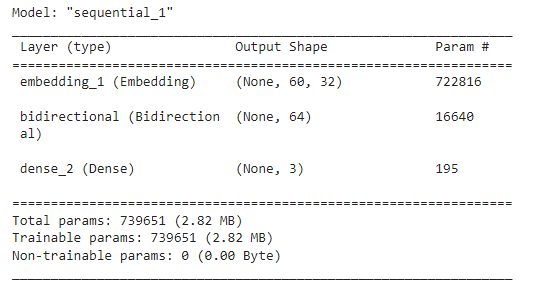 Model: "sequential_1"
_________________________________________________________________
Layer (type)                Output Shape              Param #
=================================================================
embedding_1 (Embedding)     (None, 60, 32)            722816
bidirectional (Bidirection  (None, 64)                16640
al)
dense_2 (Dense)             (None, 3)                 195
=================================================================
Total params: 739651 (2.82 MB)
Trainable params: 739651 (2.82 MB)
Non-trainable params: 0 (0.00 Byte)
_________________________________________________________________